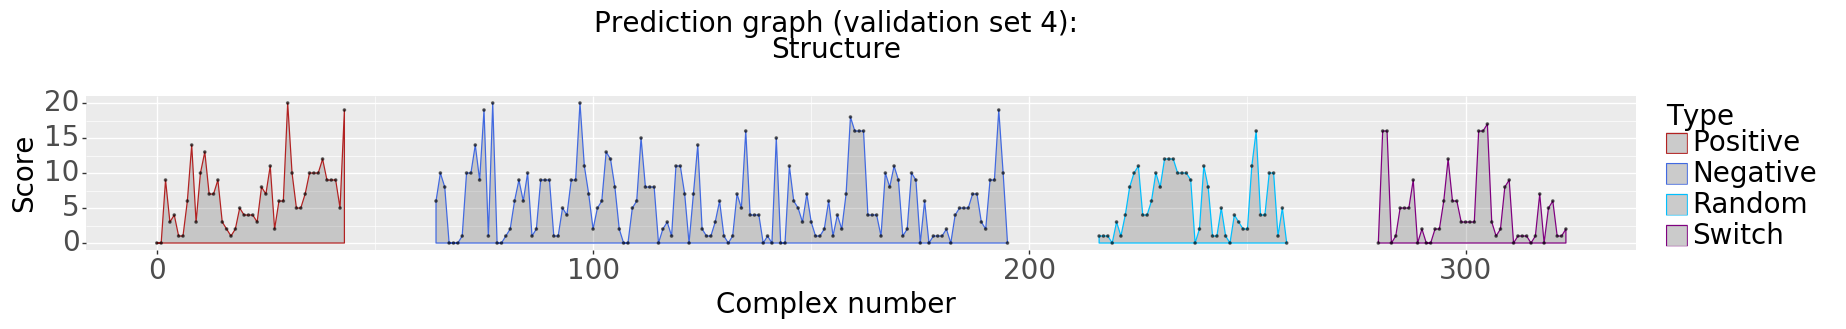 Prediction graph (validation set 4):
Structure
Score
20
15
10
5
0
0
100
200
300
Complex number
Type
Positive
Negative
Random
Switch